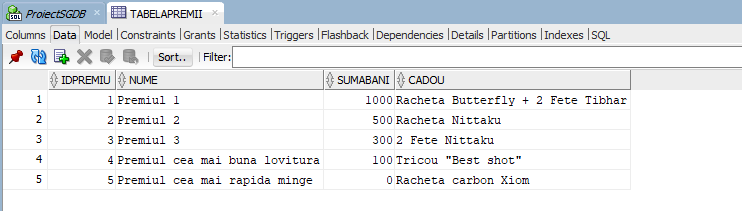 SQL ProiectSGDB TABELAPREMII
Columns Data Model Constraints Grants Statistics Triggers Flashback Dependencies Details Partitions Indexes SQL
Sort.. Filter:
IDPREMIU NUME SUMABANI CADOU
1 1 Premiul 1 1000 Racheta Butterfly + 2 Fete Tibhar
2 2 Premiul 2 500 Racheta Nittaku
3 3 Premiul 3 300 2 Fete Nittaku
4 4 Premiul cea mai buna lovitura 100 Tricou "Best shot"
5 5 Premiul cea mai rapida minge 0 Racheta carbon Xiom